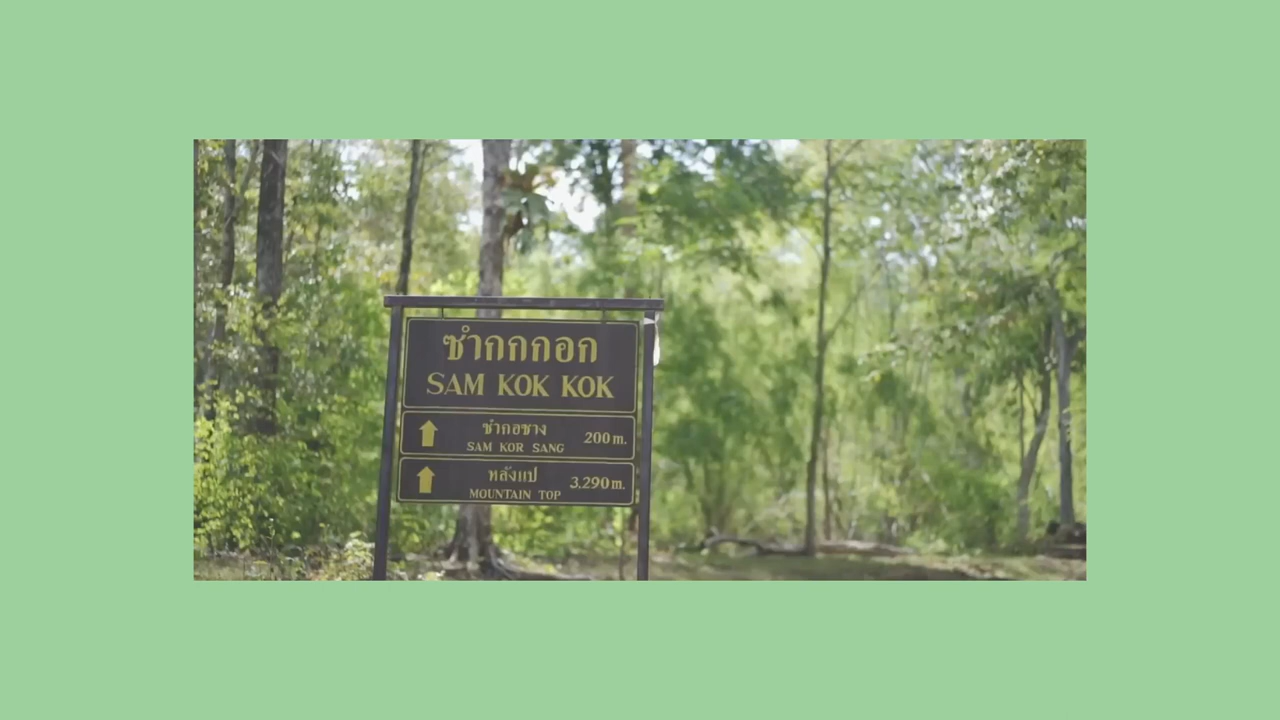 ซำกกกอก
SAM KOK KOK
ซำกอซาง
SAM KOR SANG
200 m.
หลังแป
MOUNTAIN TOP
3,290 m.